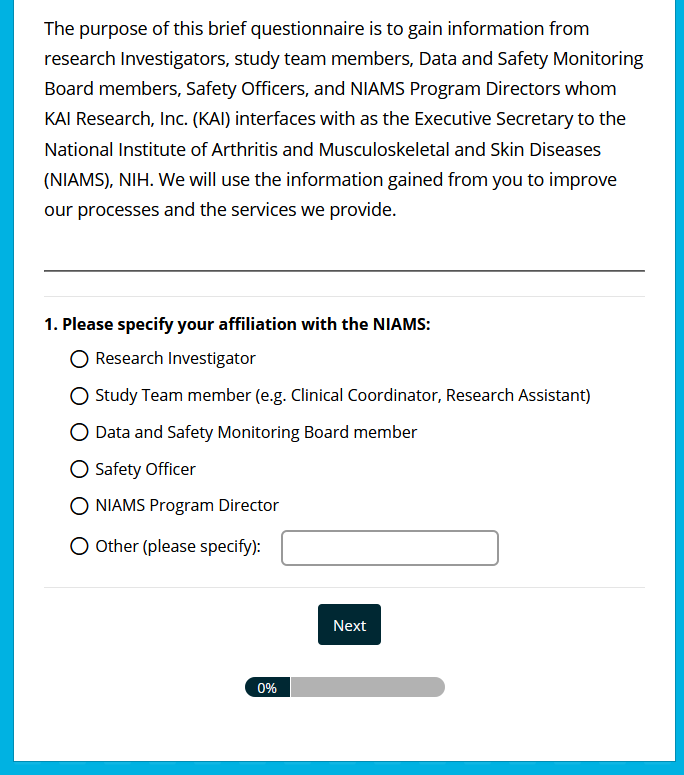 The purpose of this brief questionnaire is to gain information from
research Investigators, study team members, Data and Safety Monitoring
Board members, Safety Officers, and NIAMS Program Directors whom
KAI Research, Inc. (KAI) interfaces with as the Executive Secretary to the
National Institute of Arthritis and Musculoskeletal and Skin Diseases
(NIAMS), NIH. We will use the information gained from you to improve
our processes and the services we provide.
1. Please specify your affiliation with the NIAMS:
Research Investigator
Study Team member (e.g. Clinical Coordinator, Research Assistant)
Data and Safety Monitoring Board member
Safety Officer
NIAMS Program Director
Other (please specify):
Next
0%